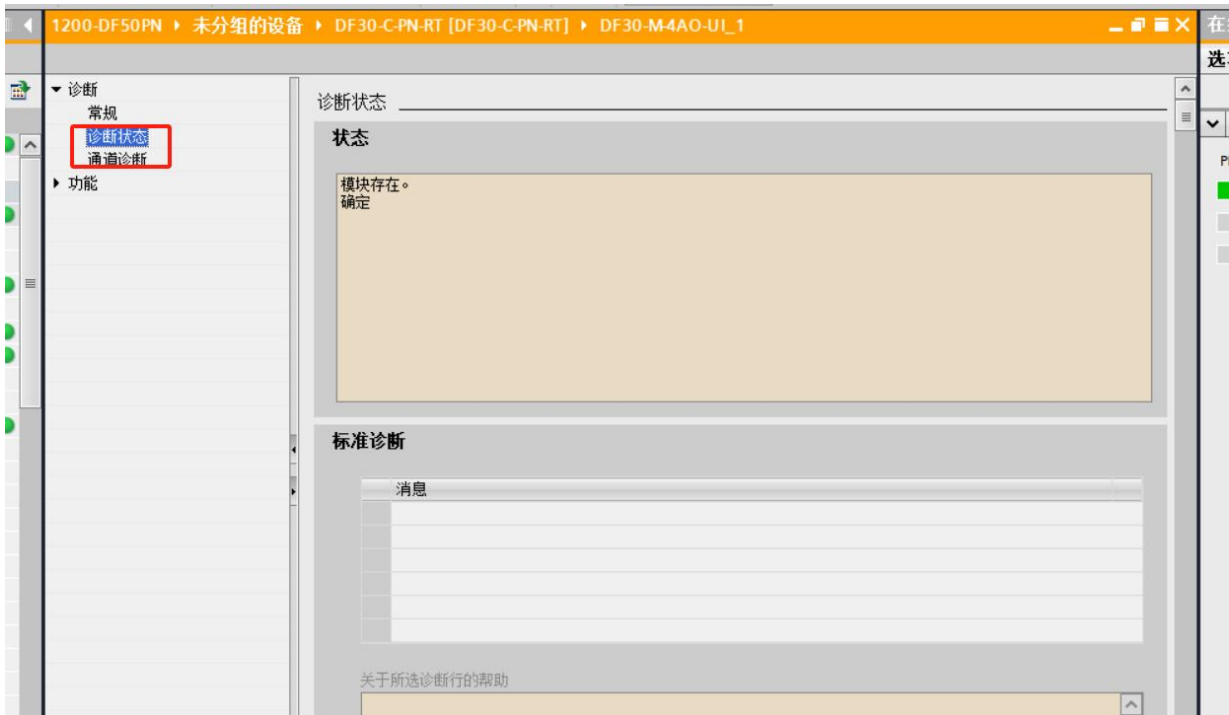 1200-DF50PN ▸ 未分组的设备 ▸ DF30-C-PN-RT [DF30-C-PN-RT] ▸ DF30-M-4AO-UI_1
诊断
常规
诊断状态
通道诊断
功能
诊断状态
状态
模块存在。
确定
标准诊断
消息
关于所选诊断行的帮助